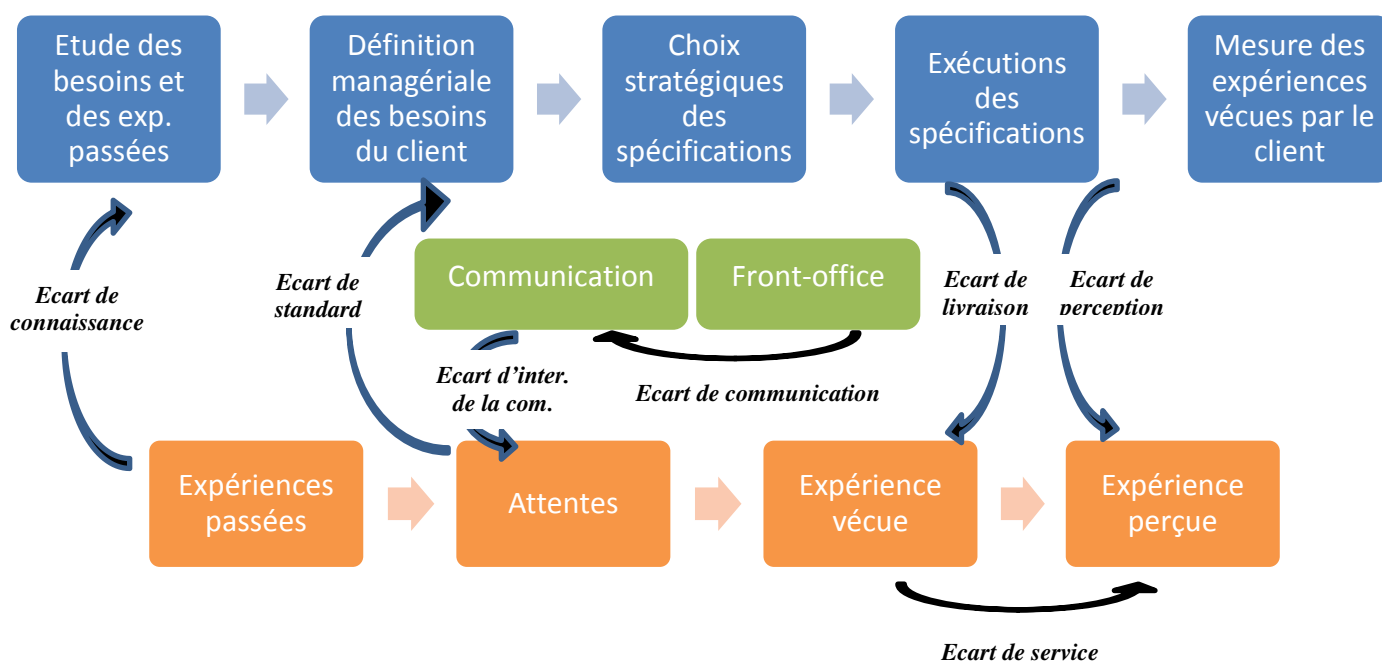 Etude des
besoins et
des exp.
passées
Définition
managériale
des besoins
du client
Choix
stratégiques
des
spécifications
Exécutions
des
spécifications
Mesure des
expériences
vécues par le
client
Ecart de
connaissance
Ecart de
standard
Communication
Front-office
Ecart de
livraison
Ecart de
perception
Ecart d’inter.
de la com.
Ecart de communication
Expériences
passées
Attentes
Expérience
vécue
Expérience
perçue
Ecart de service